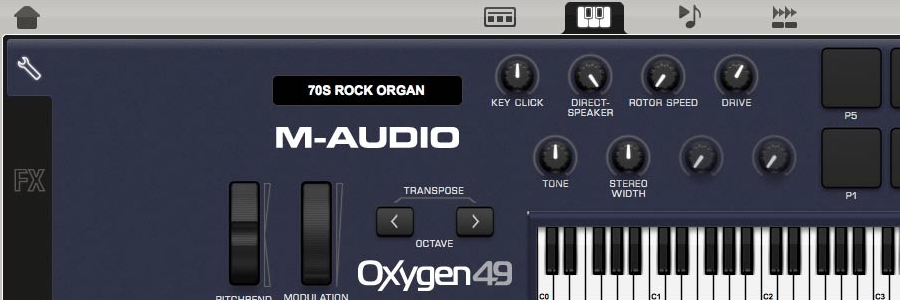 70S ROCK ORGAN
M-AUDIO
KEY CLICK
DIRECT-
SPEAKER
ROTOR SPEED
DRIVE
P5
FX
TONE
STEREO
WIDTH
P1
TRANSPOSE
OCTAVE
Oxygen49
PITCHBEND
MODULATION
C0
C1
C2
C3